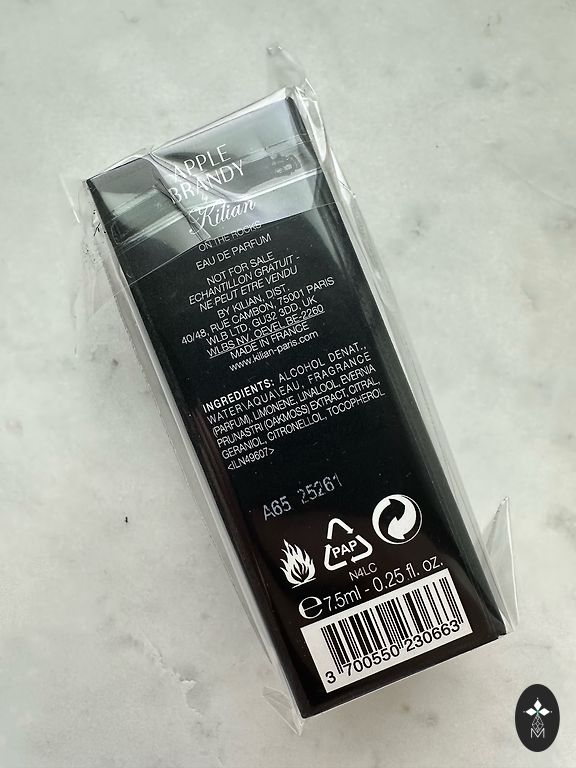 APPLE
BRANDY
by
Kilian
ON THE ROCKS
EAU DE PARFUM
NOT FOR SALE
ECHANTILLON GRATUIT -
NE PEUT ETRE VENDU
BY KILIAN, DIST.
40/48, RUE CAMBON, 75001 PARIS
WLB LTD, GU32 3DD, UK
WLBS NV, OEVEL BE-2260
MADE IN FRANCE
www.kilian-paris.com
INGREDIENTS: ALCOHOL DENAT.,
WATER\AQUA\EAU, FRAGRANCE
(PARFUM), LIMONENE, LINALOOL, EVERNIA
PRUNASTRI (OAKMOSS) EXTRACT, CITRAL,
GERANIOL, CITRONELLOL, TOCOPHEROL
<ILN49607>
A65 25261
PAP
N4LC
e 7.5ml - 0.25 fl. oz.
3 700550 230663
M